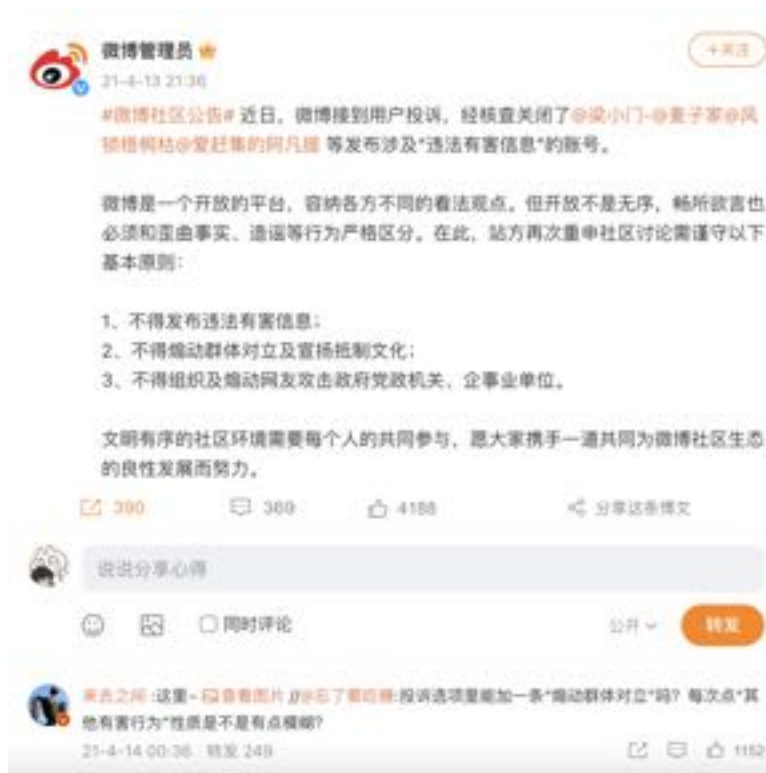 微博管理员
+关注
21-4-13 21:36
#微博社区公告# 近日，微博接到用户投诉，经核查关闭了@梁小门-@麦子家@风
锁梧桐枯@爱赶集的阿凡提 等发布涉及“违法有害信息”的账号。
微博是一个开放的平台，容纳各方不同的看法观点。但开放不是无序，畅所欲言也
必须和歪曲事实、造谣等行为严格区分。在此，站方再次重申社区讨论需谨守以下
基本原则：
1、不得发布违法有害信息；
2、不得煽动群体对立及宣扬抵制文化；
3、不得组织及煽动网友攻击政府党政机关、企事业单位。
文明有序的社区环境需要每个人的共同参与，愿大家携手一道共同为微博社区生态
的良性发展而努力。
390 369 4188 分享这条博文
说说分享心得
同时评论 公开 转发
来去之间:这里~ 查看图片 //@忘了要吃糖:投诉选项里能加一条“煽动群体对立”吗？每次点“其
他有害行为”性质是不是有点模糊？
21-4-14 00:36 转发 249 1152